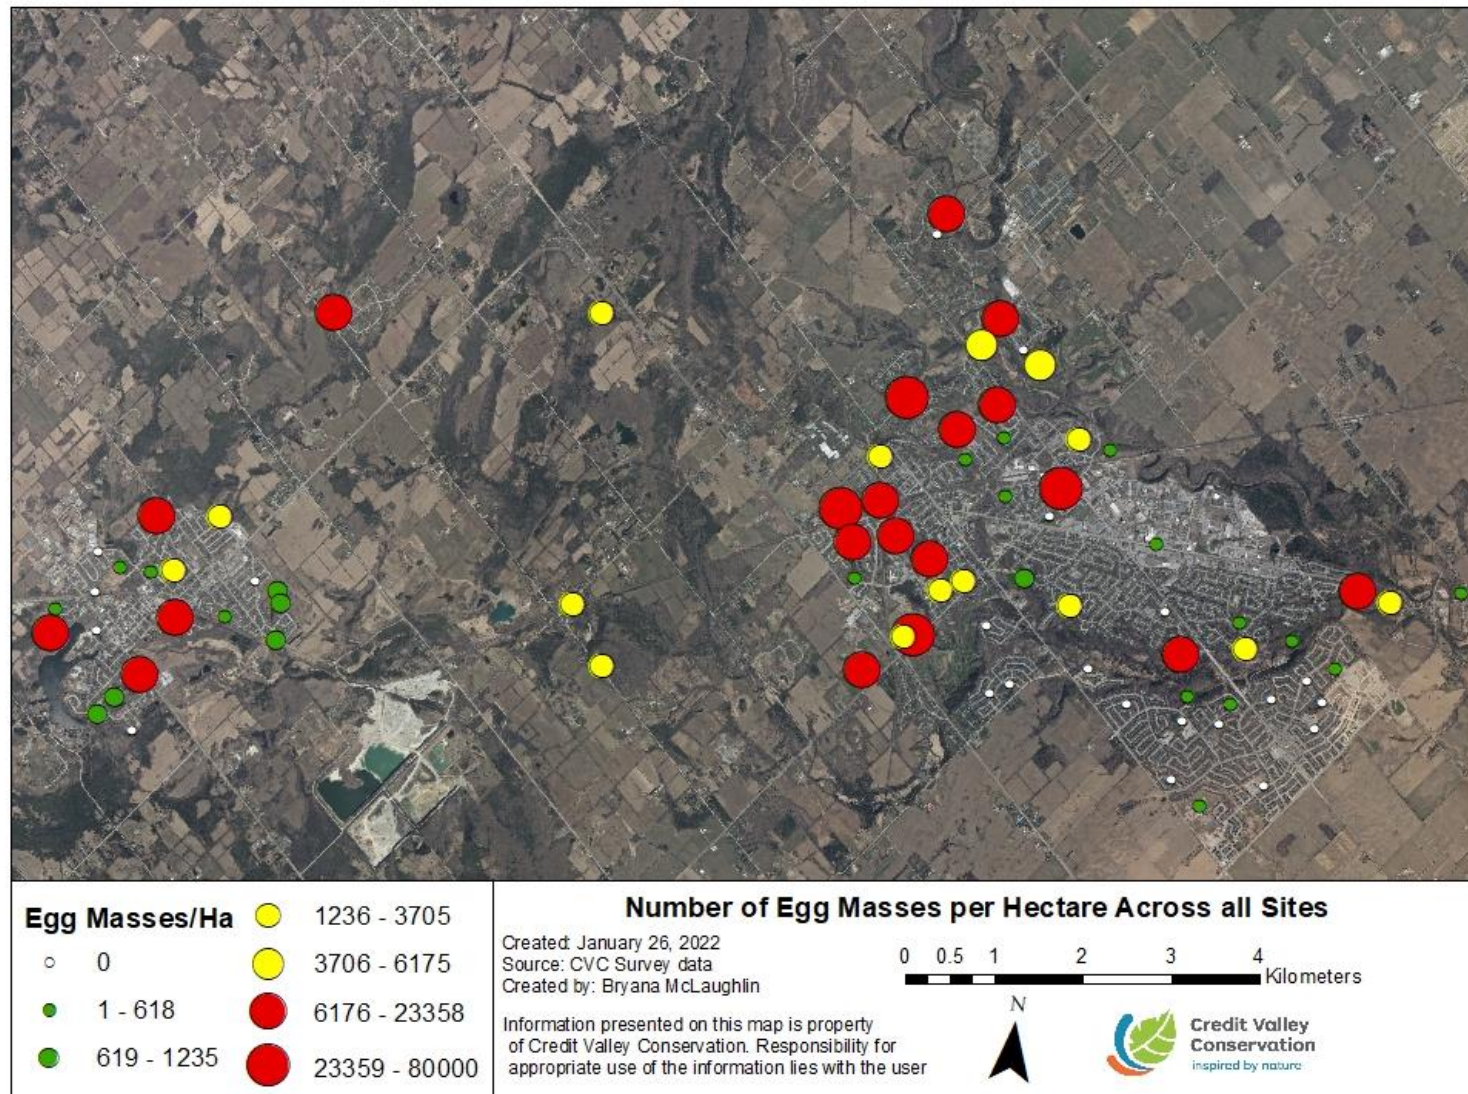 Egg Masses/Ha
0
1 - 618
619 - 1235
1236 - 3705
3706 - 6175
6176 - 23358
23359 - 80000
Number of Egg Masses per Hectare Across all Sites
Created: January 26, 2022
Source: CVC Survey data
Created by: Bryana McLaughlin
0 0.5 1 2 3 4
Kilometers
Information presented on this map is property
of Credit Valley Conservation. Responsibility for
appropriate use of the information lies with the user
N
Credit Valley
Conservation
inspired by nature